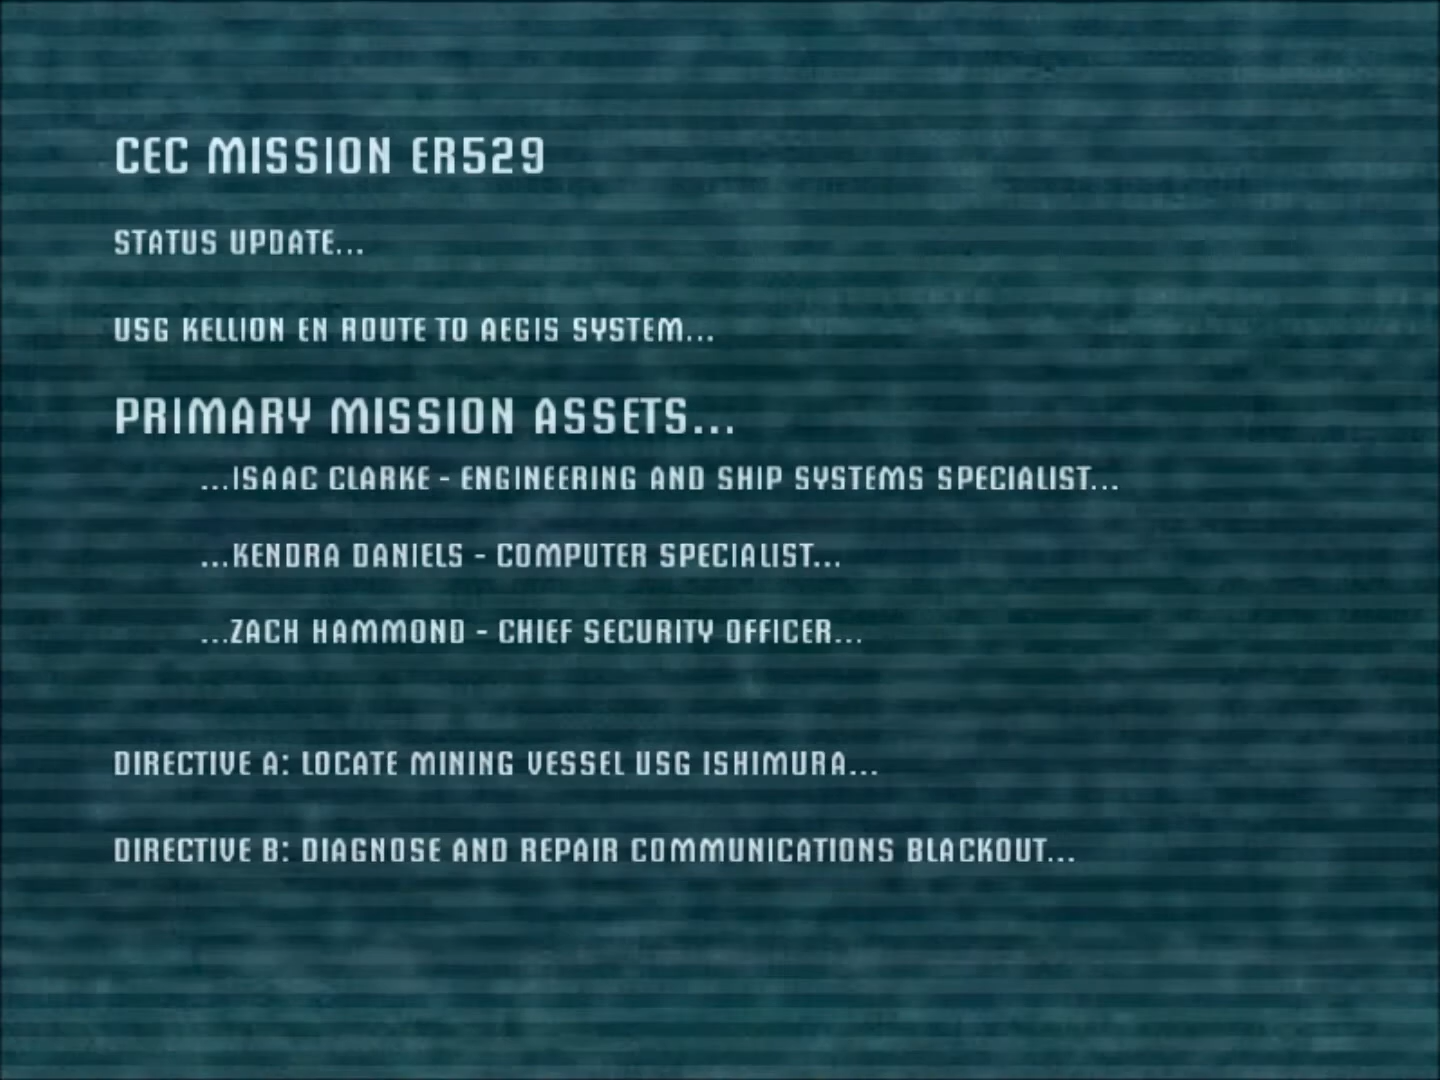 CEC MISSION ER529
STATUS UPDATE...
USG KELLION EN ROUTE TO AEGIS SYSTEM...
PRIMARY MISSION ASSETS...
...ISAAC CLARKE - ENGINEERING AND SHIP SYSTEMS SPECIALIST...
...KENDRA DANIELS - COMPUTER SPECIALIST...
...ZACH HAMMOND - CHIEF SECURITY OFFICER...
DIRECTIVE A: LOCATE MINING VESSEL USG ISHIMURA...
DIRECTIVE B: DIAGNOSE AND REPAIR COMMUNICATIONS BLACKOUT...